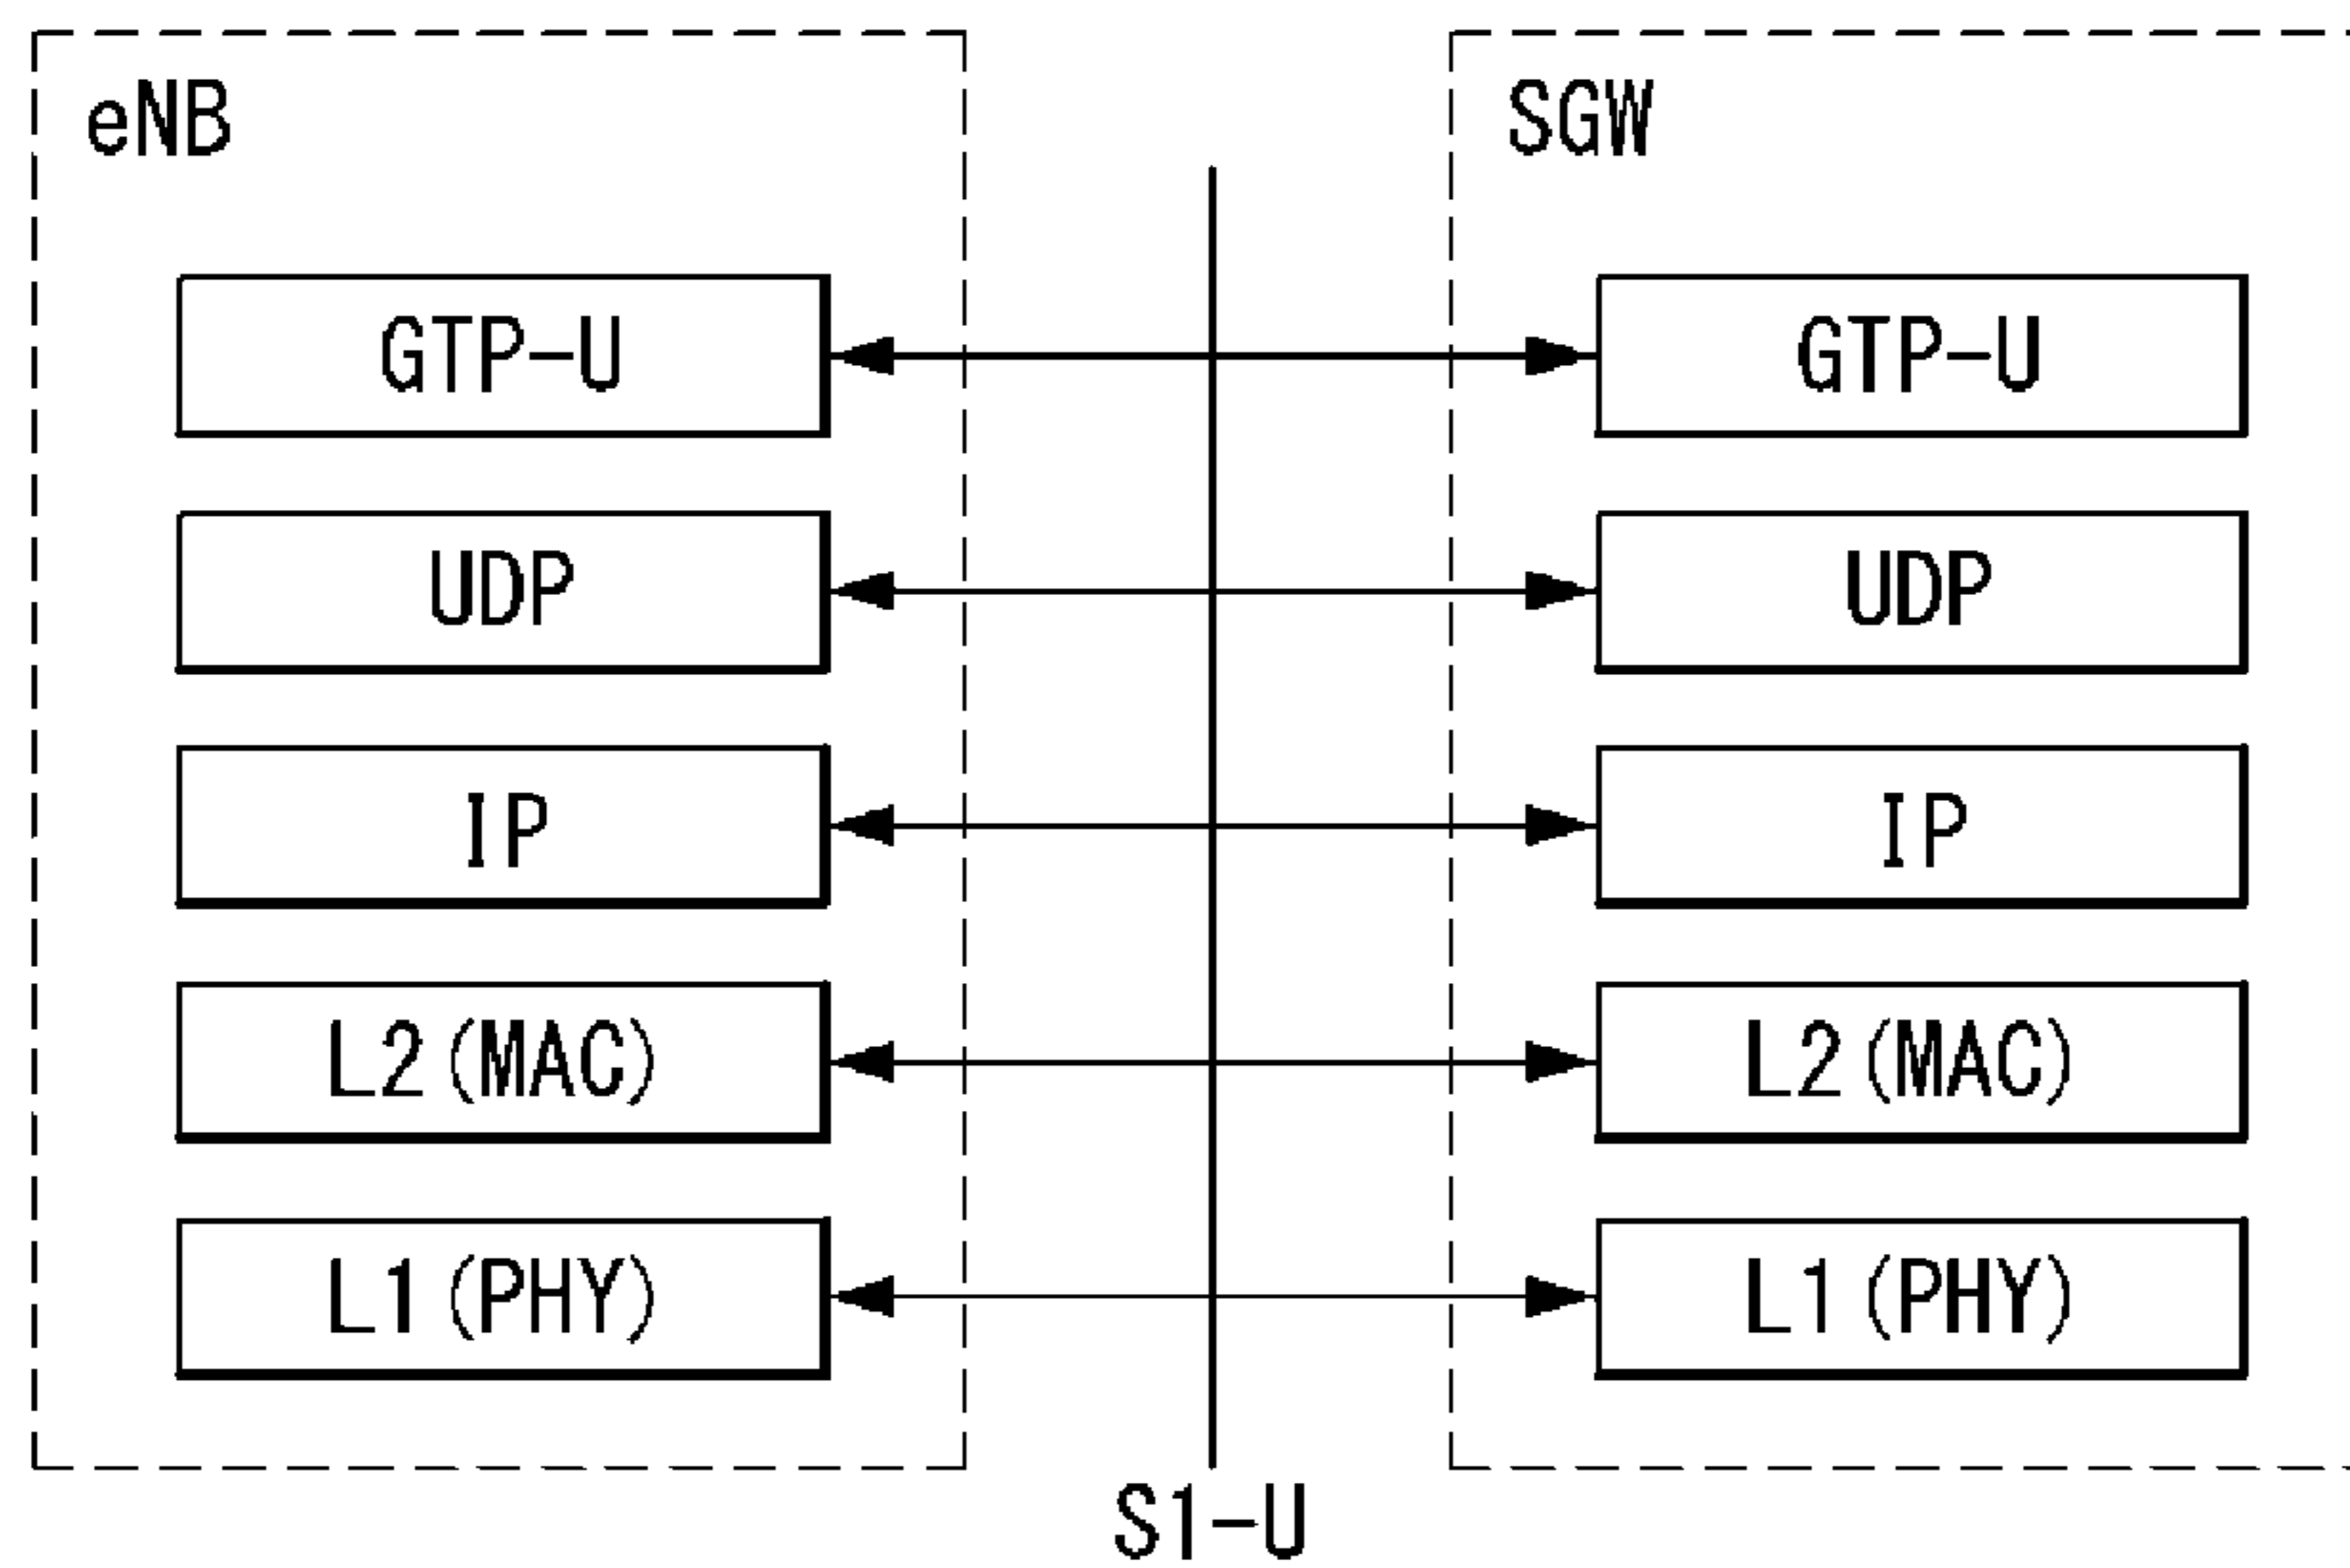 eNB
SGW
GTP-U
GTP-U
UDP
UDP
IP
IP
L2(MAC)
L2(MAC)
L1(PHY)
L1(PHY)
S1-U